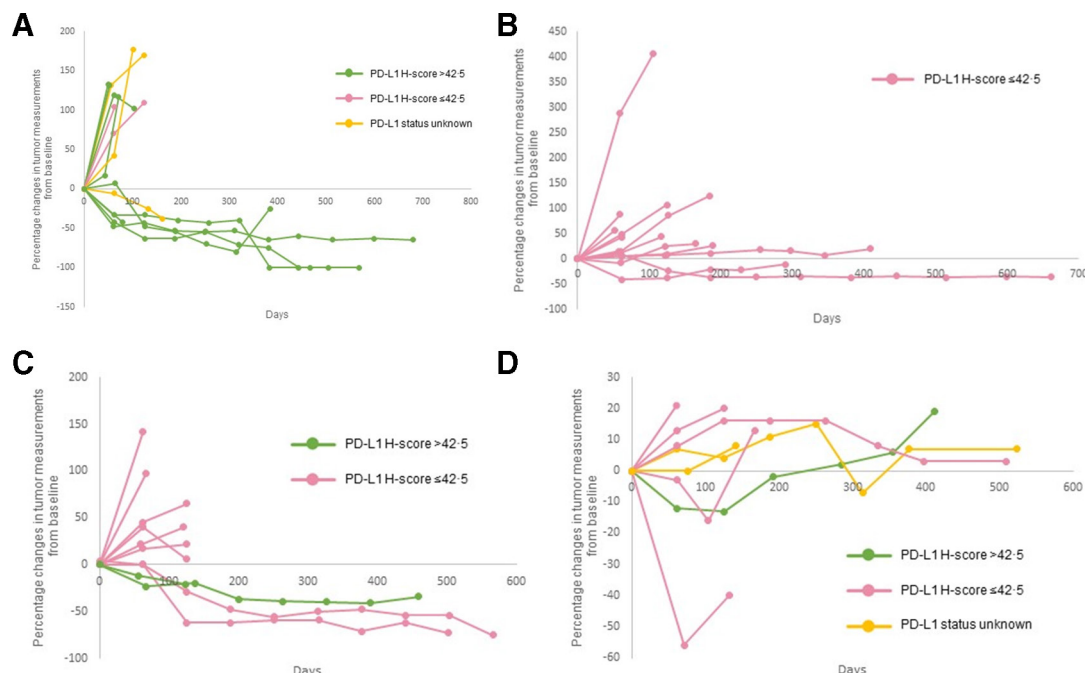 A
200
150
100
50
0
-50
-100
-150
0 100 200 300 400 500 600 700 800
Percentage changes in tumor measurements
from baseline
Days
PD-L1 H-score >42·5
PD-L1 H-score ≤42·5
PD-L1 status unknown
B
450
400
350
300
250
200
150
100
50
0
-50
-100
0 100 200 300 400 500 600 700
Percentage changes in tumor measurements
from baseline
Days
PD-L1 H-score ≤42·5
C
200
150
100
50
0
-50
-100
0 100 200 300 400 500 600
Percentage changes in tumor measurements
from baseline
Days
PD-L1 H-score >42·5
PD-L1 H-score ≤42·5
D
30
20
10
0
-10
-20
-30
-40
-50
-60
0 100 200 300 400 500 600
Percentage changes in tumor measurements
from baseline
Days
PD-L1 H-score >42·5
PD-L1 H-score ≤42·5
PD-L1 status unknown